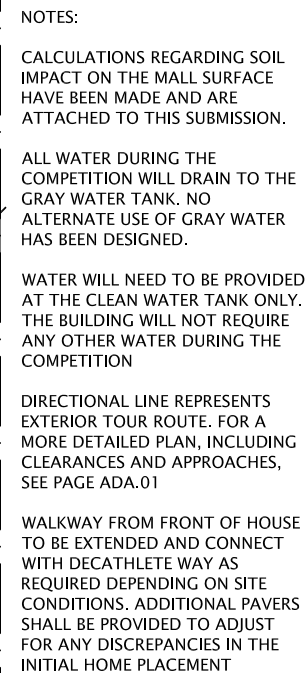 NOTES:
CALCULATIONS REGARDING SOIL
IMPACT ON THE MALL SURFACE
HAVE BEEN MADE AND ARE
ATTACHED TO THIS SUBMISSION.
ALL WATER DURING THE
COMPETITION WILL DRAIN TO THE
GRAY WATER TANK. NO
ALTERNATE USE OF GRAY WATER
HAS BEEN DESIGNED.
WATER WILL NEED TO BE PROVIDED
AT THE CLEAN WATER TANK ONLY.
THE BUILDING WILL NOT REQUIRE
ANY OTHER WATER DURING THE
COMPETITION
DIRECTIONAL LINE REPRESENTS
EXTERIOR TOUR ROUTE. FOR A
MORE DETAILED PLAN, INCLUDING
CLEARANCES AND APPROACHES,
SEE PAGE ADA.01
WALKWAY FROM FRONT OF HOUSE
TO BE EXTENDED AND CONNECT
WITH DECATHLETE WAY AS
REQUIRED DEPENDING ON SITE
CONDITIONS. ADDITIONAL PAVERS
SHALL BE PROVIDED TO ADJUST
FOR ANY DISCREPANCIES IN THE
INITIAL HOME PLACEMENT